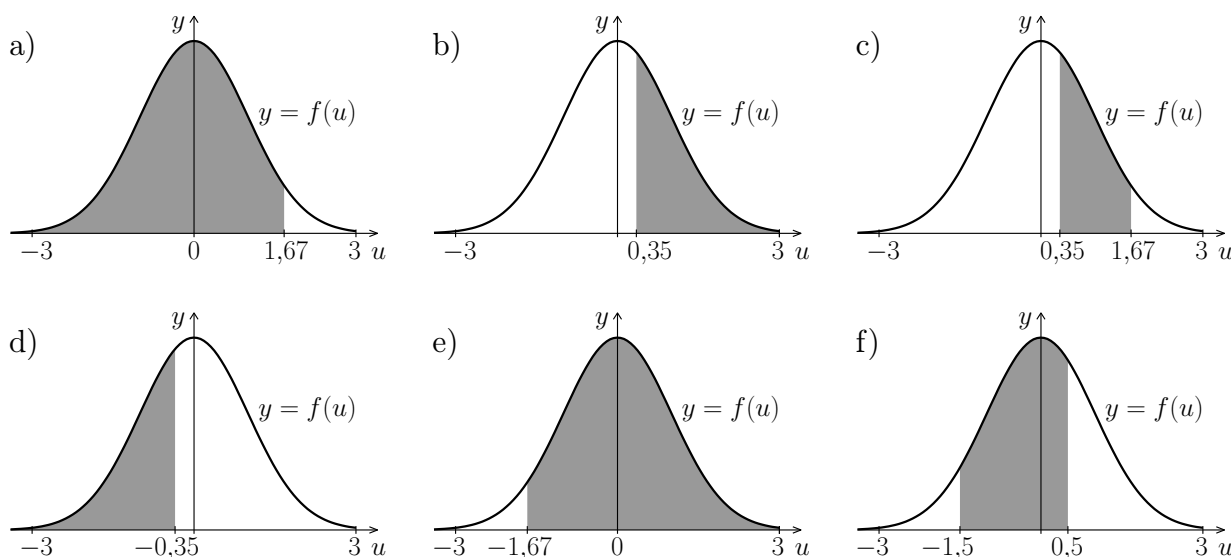 a) y b) y c) y
y = f(u) y = f(u) y = f(u)
−3 0 1,67 3 u 0,35 −3 3 u −3 0,35 1,67 3 u
d) y e) y f) y
y = f(u) y = f(u) y = f(u)
−3 −0,35 3 u −3 −1,67 0 3 u −3 −1,5 0,5 3 u